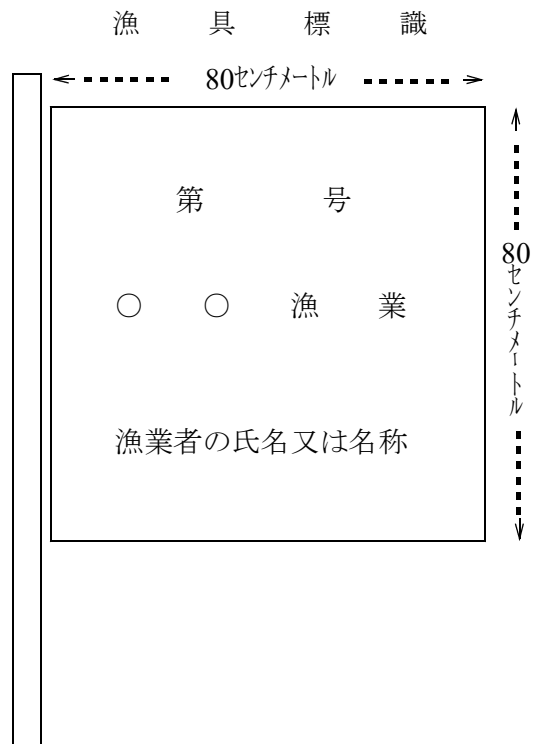 漁具標識
80センチメートル
第　号
○○漁業
漁業者の氏名又は名称
80センチメートル